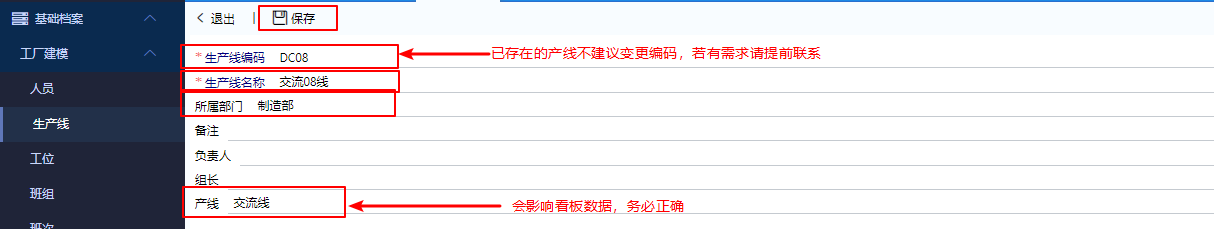 基础档案
工厂建模
人员
生产线
工位
班组
班次
退出 | 保存
*生产线编码 DC08
已存在的产线不建议变更编码，若有需求请提前联系
*生产线名称 交流08线
所属部门 制造部
备注
负责人
组长
产线 交流线
会影响看板数据，务必正确